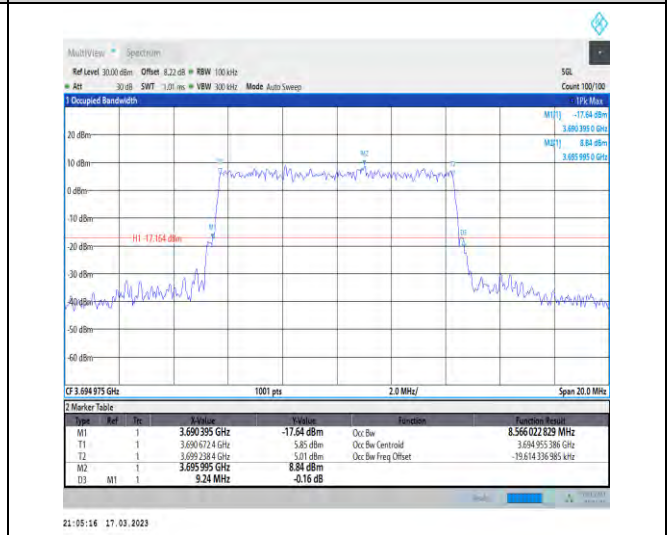 MultiView Spectrum
Ref Level 30.00 dBm Offset 8.22 dB RBW 100 kHz SGL
Att 30 dB SWT 1.01 ms VBW 300 kHz Mode Auto Sweep Count 100/100
1 Occupied Bandwidth 1Pk Max
M1[1] -17.64 dBm
3.690 395 0 GHz
M2[1] 8.84 dBm
3.695 995 0 GHz
20 dBm
M2
10 dBm
0 dBm
-10 dBm
M1
H1 -17.164 dBm
-30 dBm
-40 dBm
-50 dBm
-60 dBm
CF 3.694 975 GHz 1001 pts 2.0 MHz/ Span 20.0 MHz
2 Marker Table
Type Ref Trc X-Value Y-Value Function Function Result
M1 1 3.690 395 GHz -17.64 dBm Occ Bw 8.566 022 829 MHz
T1 1 3.690 672 4 GHz 5.85 dBm Occ Bw Centroid 3.694 955 386 GHz
T2 1 3.699 238 4 GHz 5.01 dBm Occ Bw Freq Offset -19.614 336 985 kHz
M2 1 3.695 995 GHz 8.84 dBm
D3 M1 1 9.24 MHz -0.16 dB
21:05:16 17.03.2023